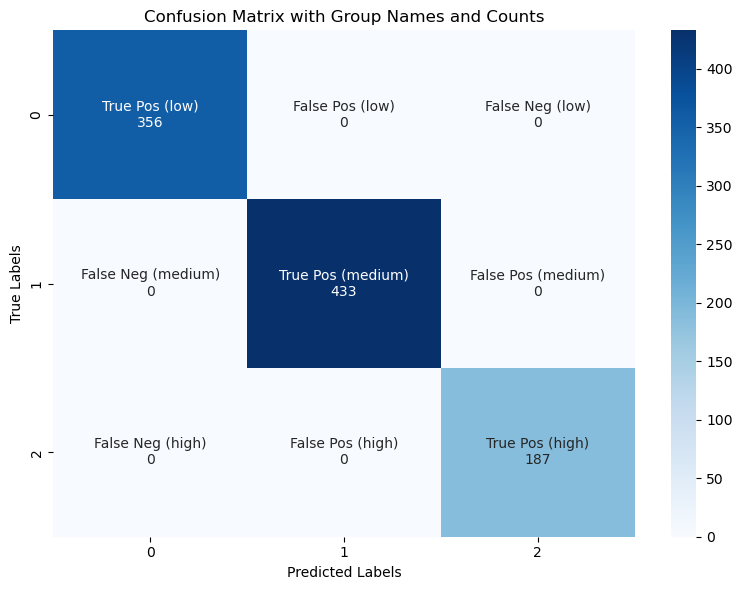 Confusion Matrix with Group Names and Counts
True Labels
0
1
2
True Pos (low)
356
False Pos (low)
0
False Neg (low)
0
False Neg (medium)
0
True Pos (medium)
433
False Pos (medium)
0
False Neg (high)
0
False Pos (high)
0
True Pos (high)
187
0
1
2
Predicted Labels
400
350
300
250
200
150
100
50
0